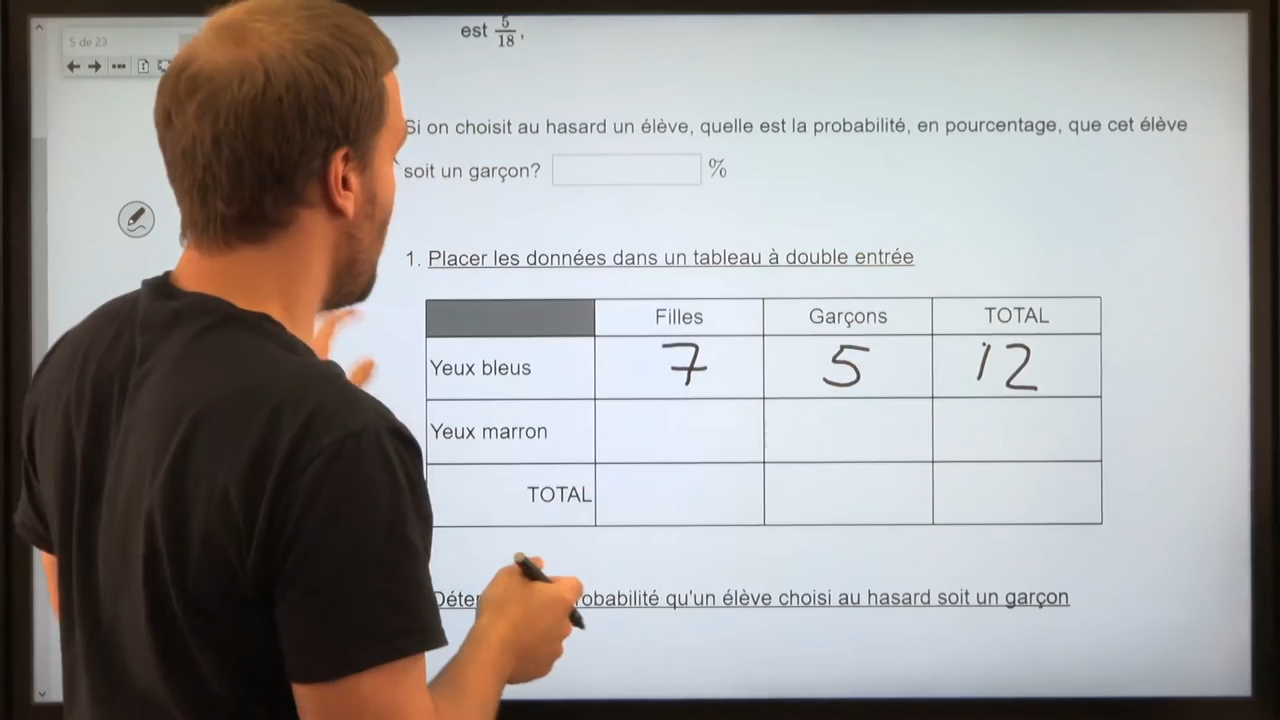 est 5/18,
5 de 23
Si on choisit au hasard un élève, quelle est la probabilité, en pourcentage, que cet élève
soit un garçon? %
1. Placer les données dans un tableau à double entrée
Filles Garçons TOTAL
Yeux bleus 7 5 12
Yeux marron
TOTAL
Déter obabilité qu'un élève choisi au hasard soit un garçon